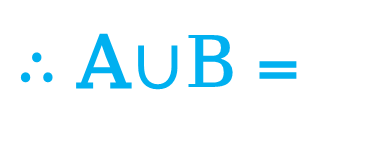 ∴ A∪B =